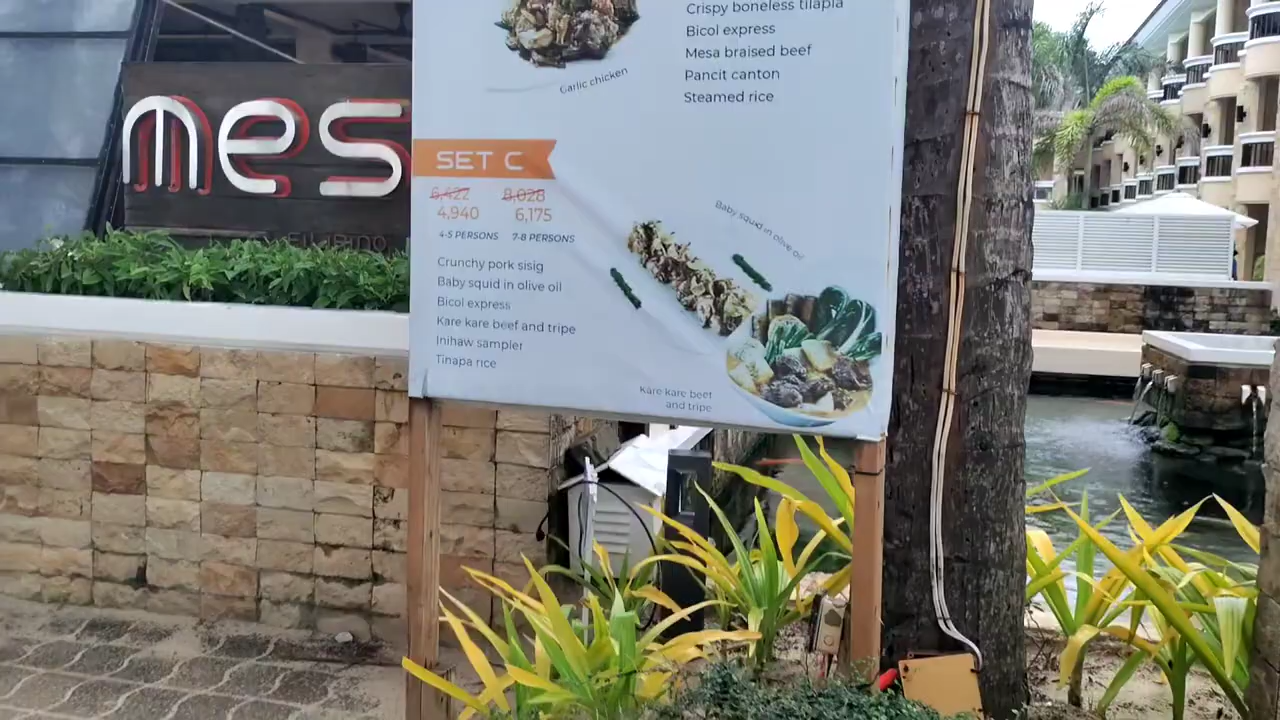 mes
Filipino
Garlic chicken
Crispy boneless tilapia
Bicol express
Mesa braised beef
Pancit canton
Steamed rice
SET C
6,427 8,028
4,940 6,175
4-5 PERSONS 7-8 PERSONS
Crunchy pork sisig
Baby squid in olive oil
Bicol express
Kare kare beef and tripe
Inihaw sampler
Tinapa rice
Baby squid in olive oil
Kare kare beef
and tripe